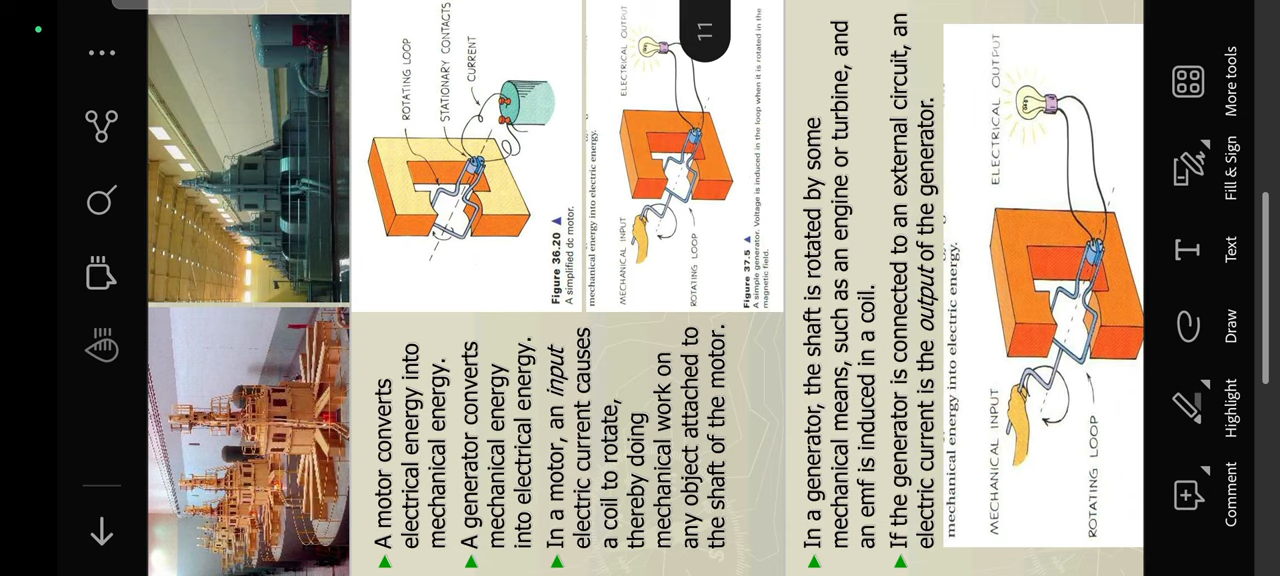 11
ROTATING LOOP
STATIONARY CONTACTS
CURRENT
Figure 36.20 ▲
A simplified dc motor.
mechanical energy into electric energy.
MECHANICAL INPUT
ELECTRICAL OUTPUT
ROTATING LOOP
Figure 37.5 ▲
A simple generator. Voltage is induced in the loop when it is rotated in the
magnetic field.
A motor converts
electrical energy into
mechanical energy.
A generator converts
mechanical energy
into electrical energy.
In a motor, an input
electric current causes
a coil to rotate,
thereby doing
mechanical work on
any object attached to
the shaft of the motor.
In a generator, the shaft is rotated by some
mechanical means, such as an engine or turbine, and
an emf is induced in a coil.
If the generator is connected to an external circuit, an
electric current is the output of the generator.
mechanical energy into electric energy.
MECHANICAL INPUT
ELECTRICAL OUTPUT
ROTATING LOOP
Comment
Highlight
Draw
Text
Fill & Sign
More tools